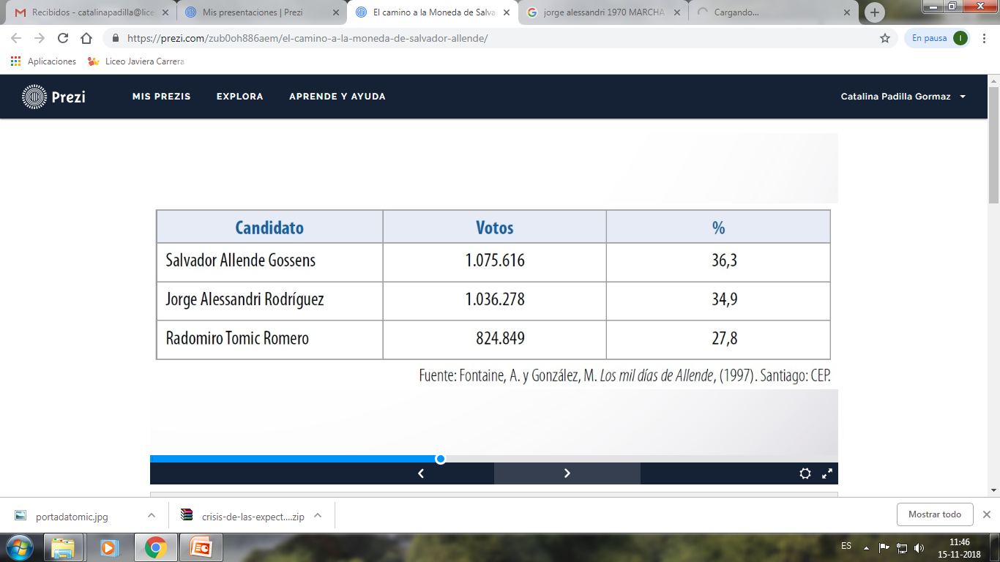 Recibidos - catalinapadilla@lice
Mis presentaciones | Prezi
El camino a la Moneda de Salva
jorge alessandri 1970 MARCHA
Cargando...
https://prezi.com/zub0oh886aem/el-camino-a-la-moneda-de-salvador-allende/
En pausa
I
Aplicaciones
Liceo Javiera Carrera
Prezi
MIS PREZIS
EXPLORA
APRENDE Y AYUDA
Catalina Padilla Gormaz
Candidato Votos %
Salvador Allende Gossens 1.075.616 36,3
Jorge Alessandri Rodríguez 1.036.278 34,9
Radomiro Tomic Romero 824.849 27,8
Fuente: Fontaine, A. y González, M. Los mil días de Allende, (1997). Santiago: CEP.
portadatomic.jpg
crisis-de-las-expect....zip
Mostrar todo
ES
11:46
15-11-2018